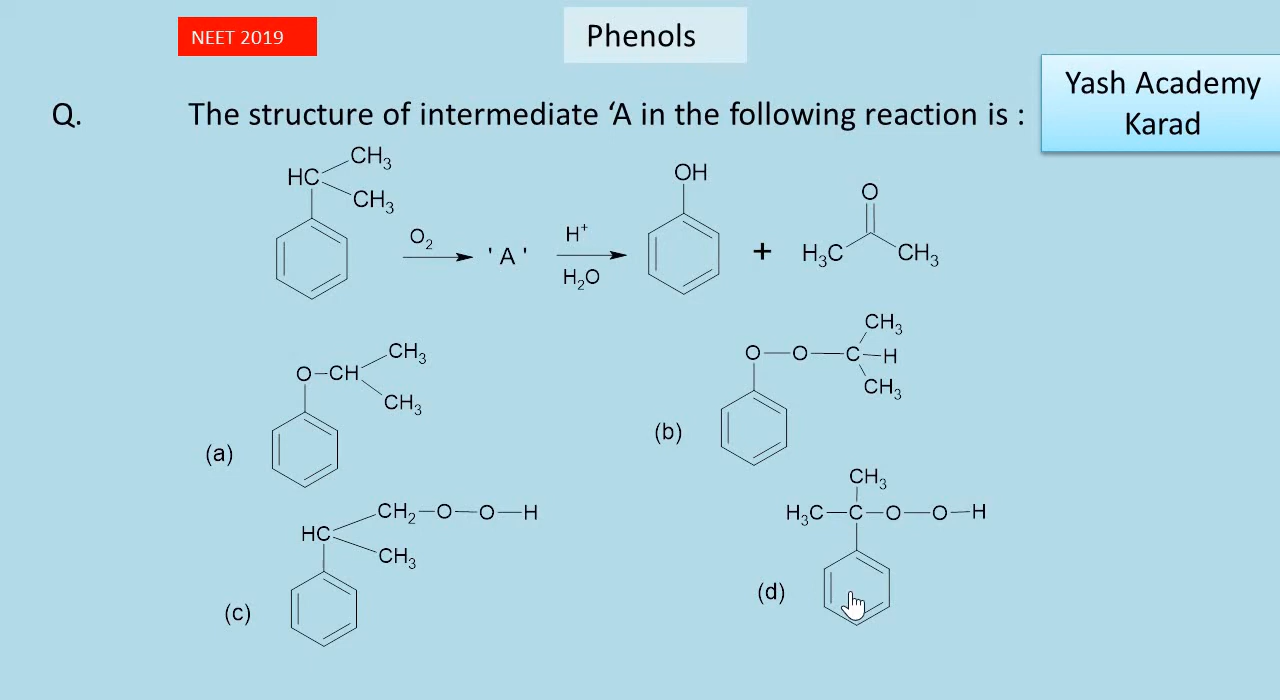 NEET 2019
Phenols
Yash Academy
Karad
Q. The structure of intermediate ‘A in the following reaction is :
HC CH₃
CH₃
O₂
' A '
H⁺
H₂O
OH
+
O
H₃C CH₃
(a)
O–CH
CH₃
CH₃
(b)
O—O—C–H
CH₃
CH₃
(c)
HC
CH₂–O—O—H
CH₃
(d)
CH₃
H₃C–C–O—O—H